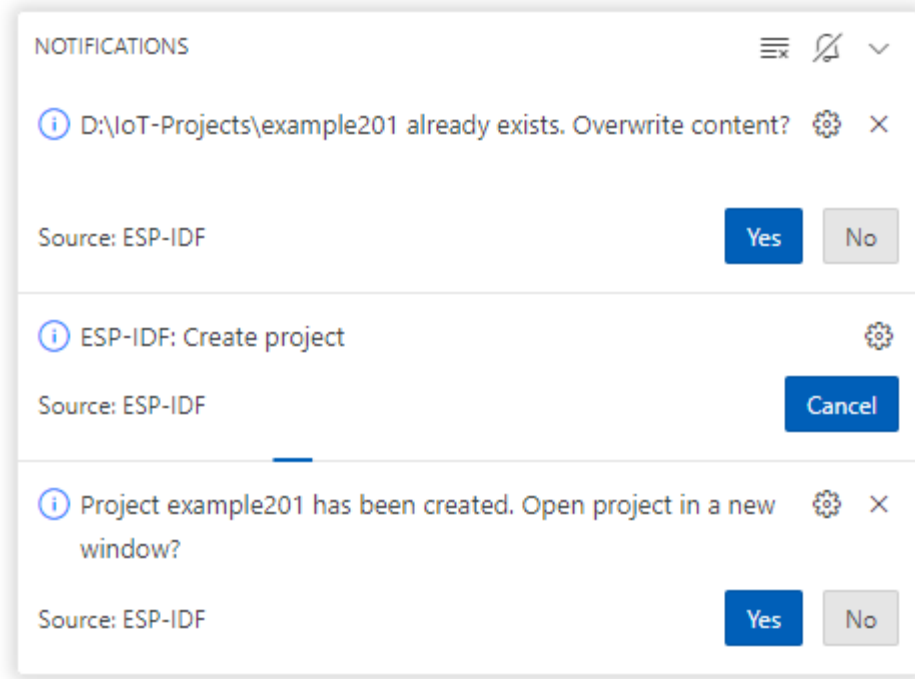 NOTIFICATIONS
D:\IoT-Projects\example201 already exists. Overwrite content?
Source: ESP-IDF
Yes
No
ESP-IDF: Create project
Source: ESP-IDF
Cancel
Project example201 has been created. Open project in a new
window?
Source: ESP-IDF
Yes
No